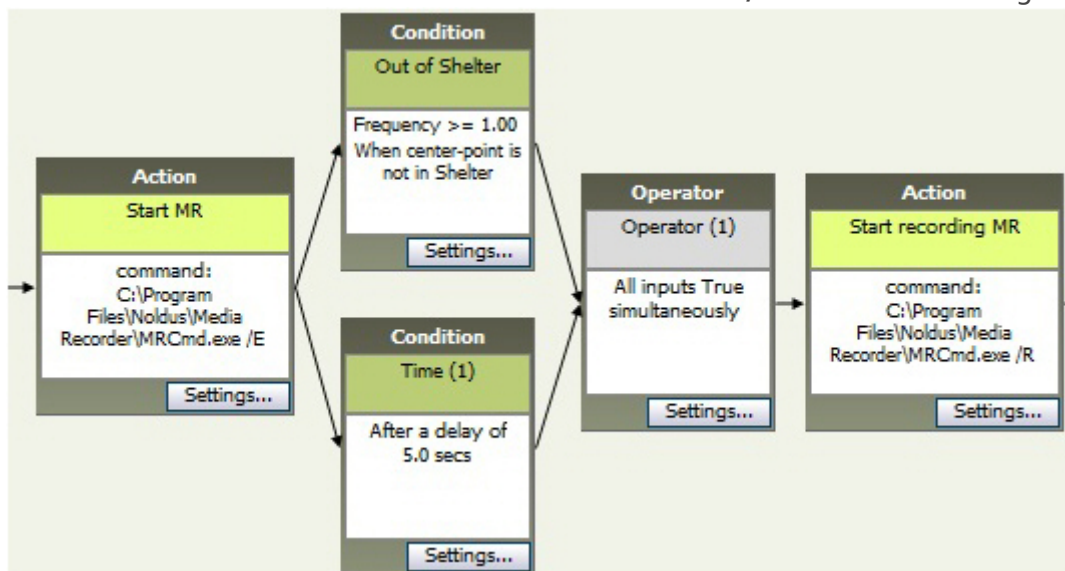 Action
Start MR
command:
C:\Program
Files\Noldus\Media
Recorder\MRCmd.exe /E
Settings...
Condition
Out of Shelter
Frequency >= 1.00
When center-point is
not in Shelter
Settings...
Condition
Time (1)
After a delay of
5.0 secs
Settings...
Operator
Operator (1)
All inputs True
simultaneously
Settings...
Action
Start recording MR
command:
C:\Program
Files\Noldus\Media
Recorder\MRCmd.exe /R
Settings...